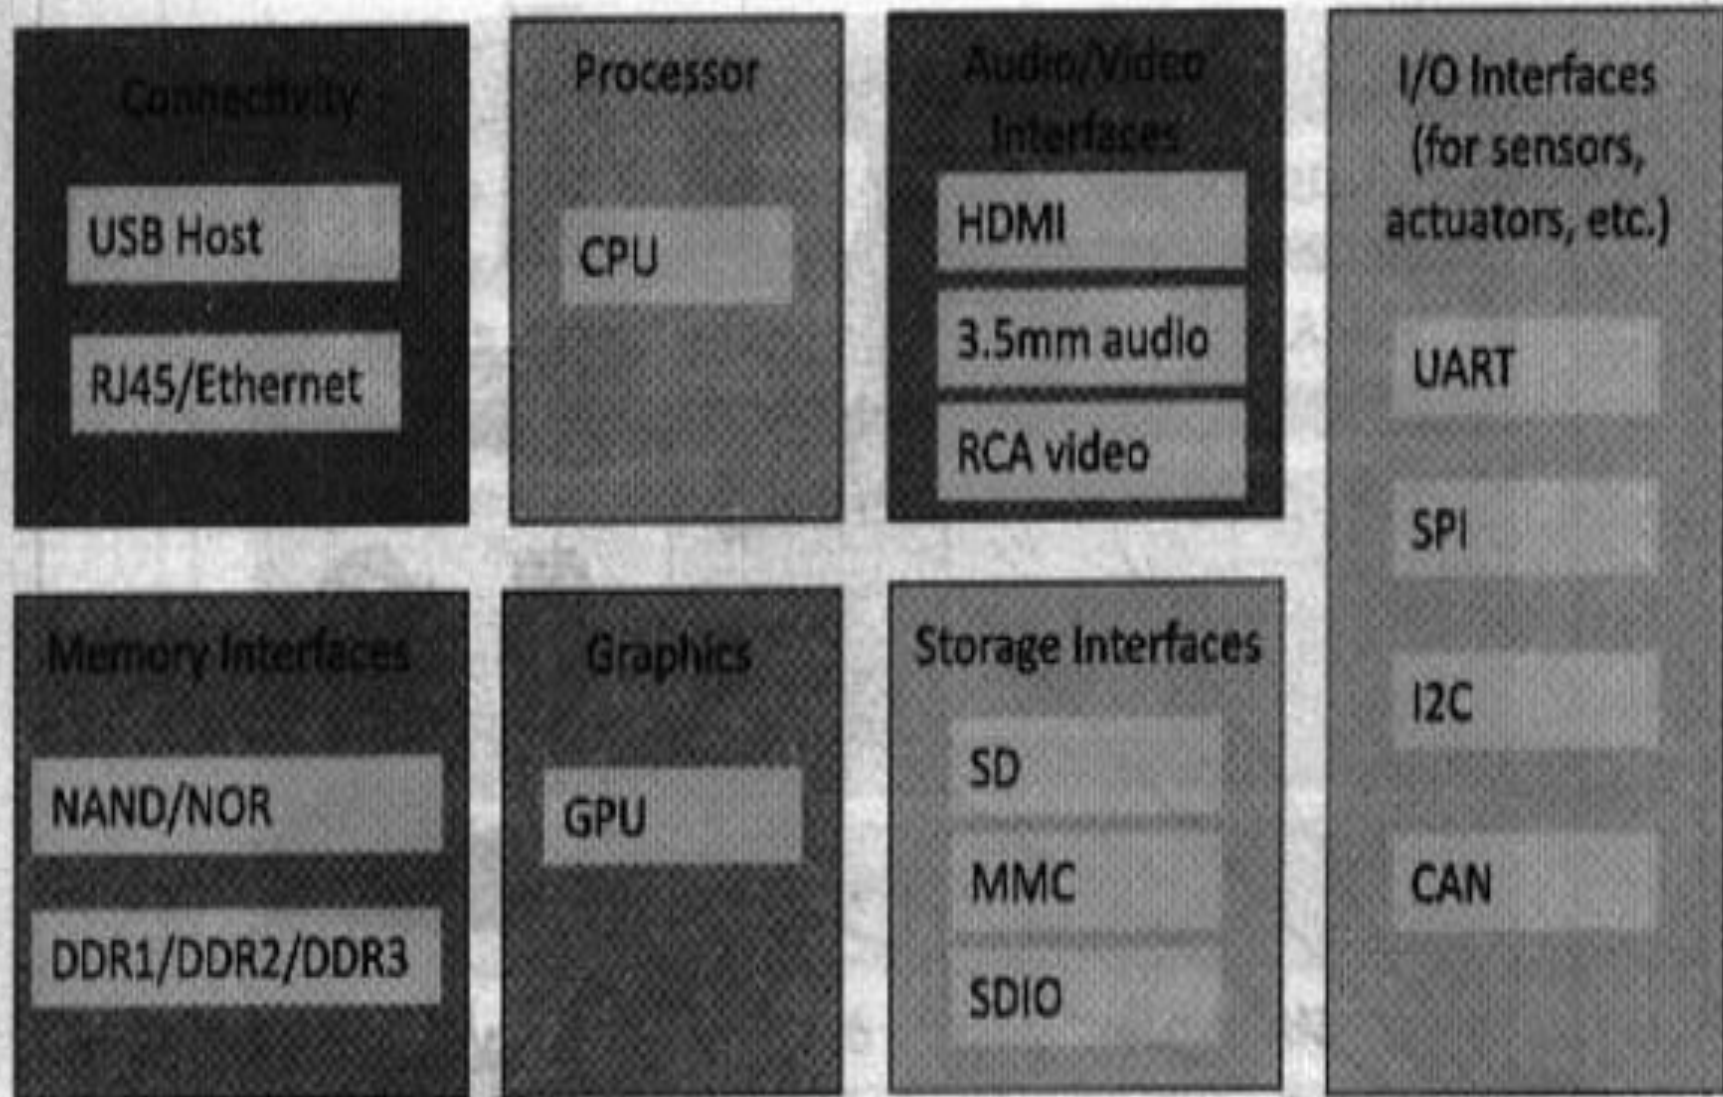 Connectivity
USB Host
RJ45/Ethernet
Processor
CPU
Audio/Video
Interfaces
HDMI
3.5mm audio
RCA video
I/O Interfaces
(for sensors,
actuators, etc.)
UART
SPI
I2C
CAN
Memory Interfaces
NAND/NOR
DDR1/DDR2/DDR3
Graphics
GPU
Storage Interfaces
SD
MMC
SDIO